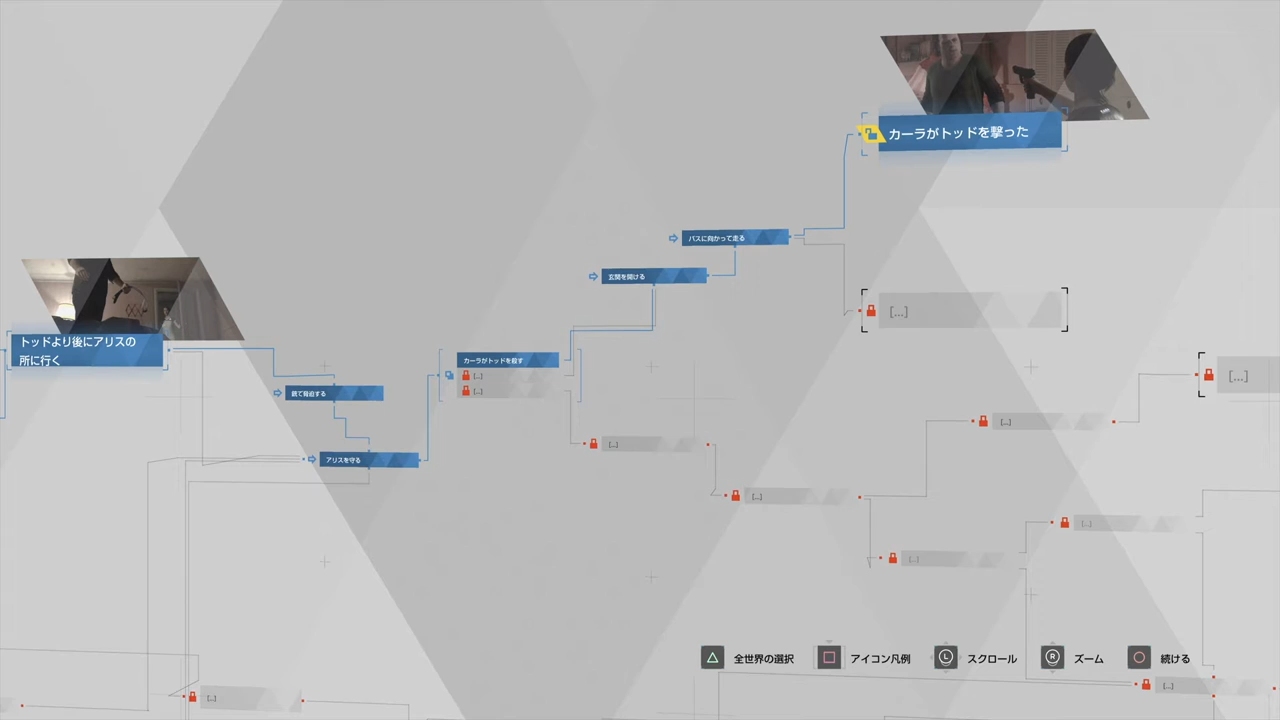 カーラがトッドを撃った
バスに向かって走る
玄関を開ける
[...]
トッドより後にアリスの
所に行く
カーラがトッドを殺す
[...]
[...]
[...]
銃で脅迫する
[...]
[...]
アリスを守る
[...]
[...]
[...]
全世界の選択
アイコン凡例
L
スクロール
R
ズーム
続ける
[...]
[...]